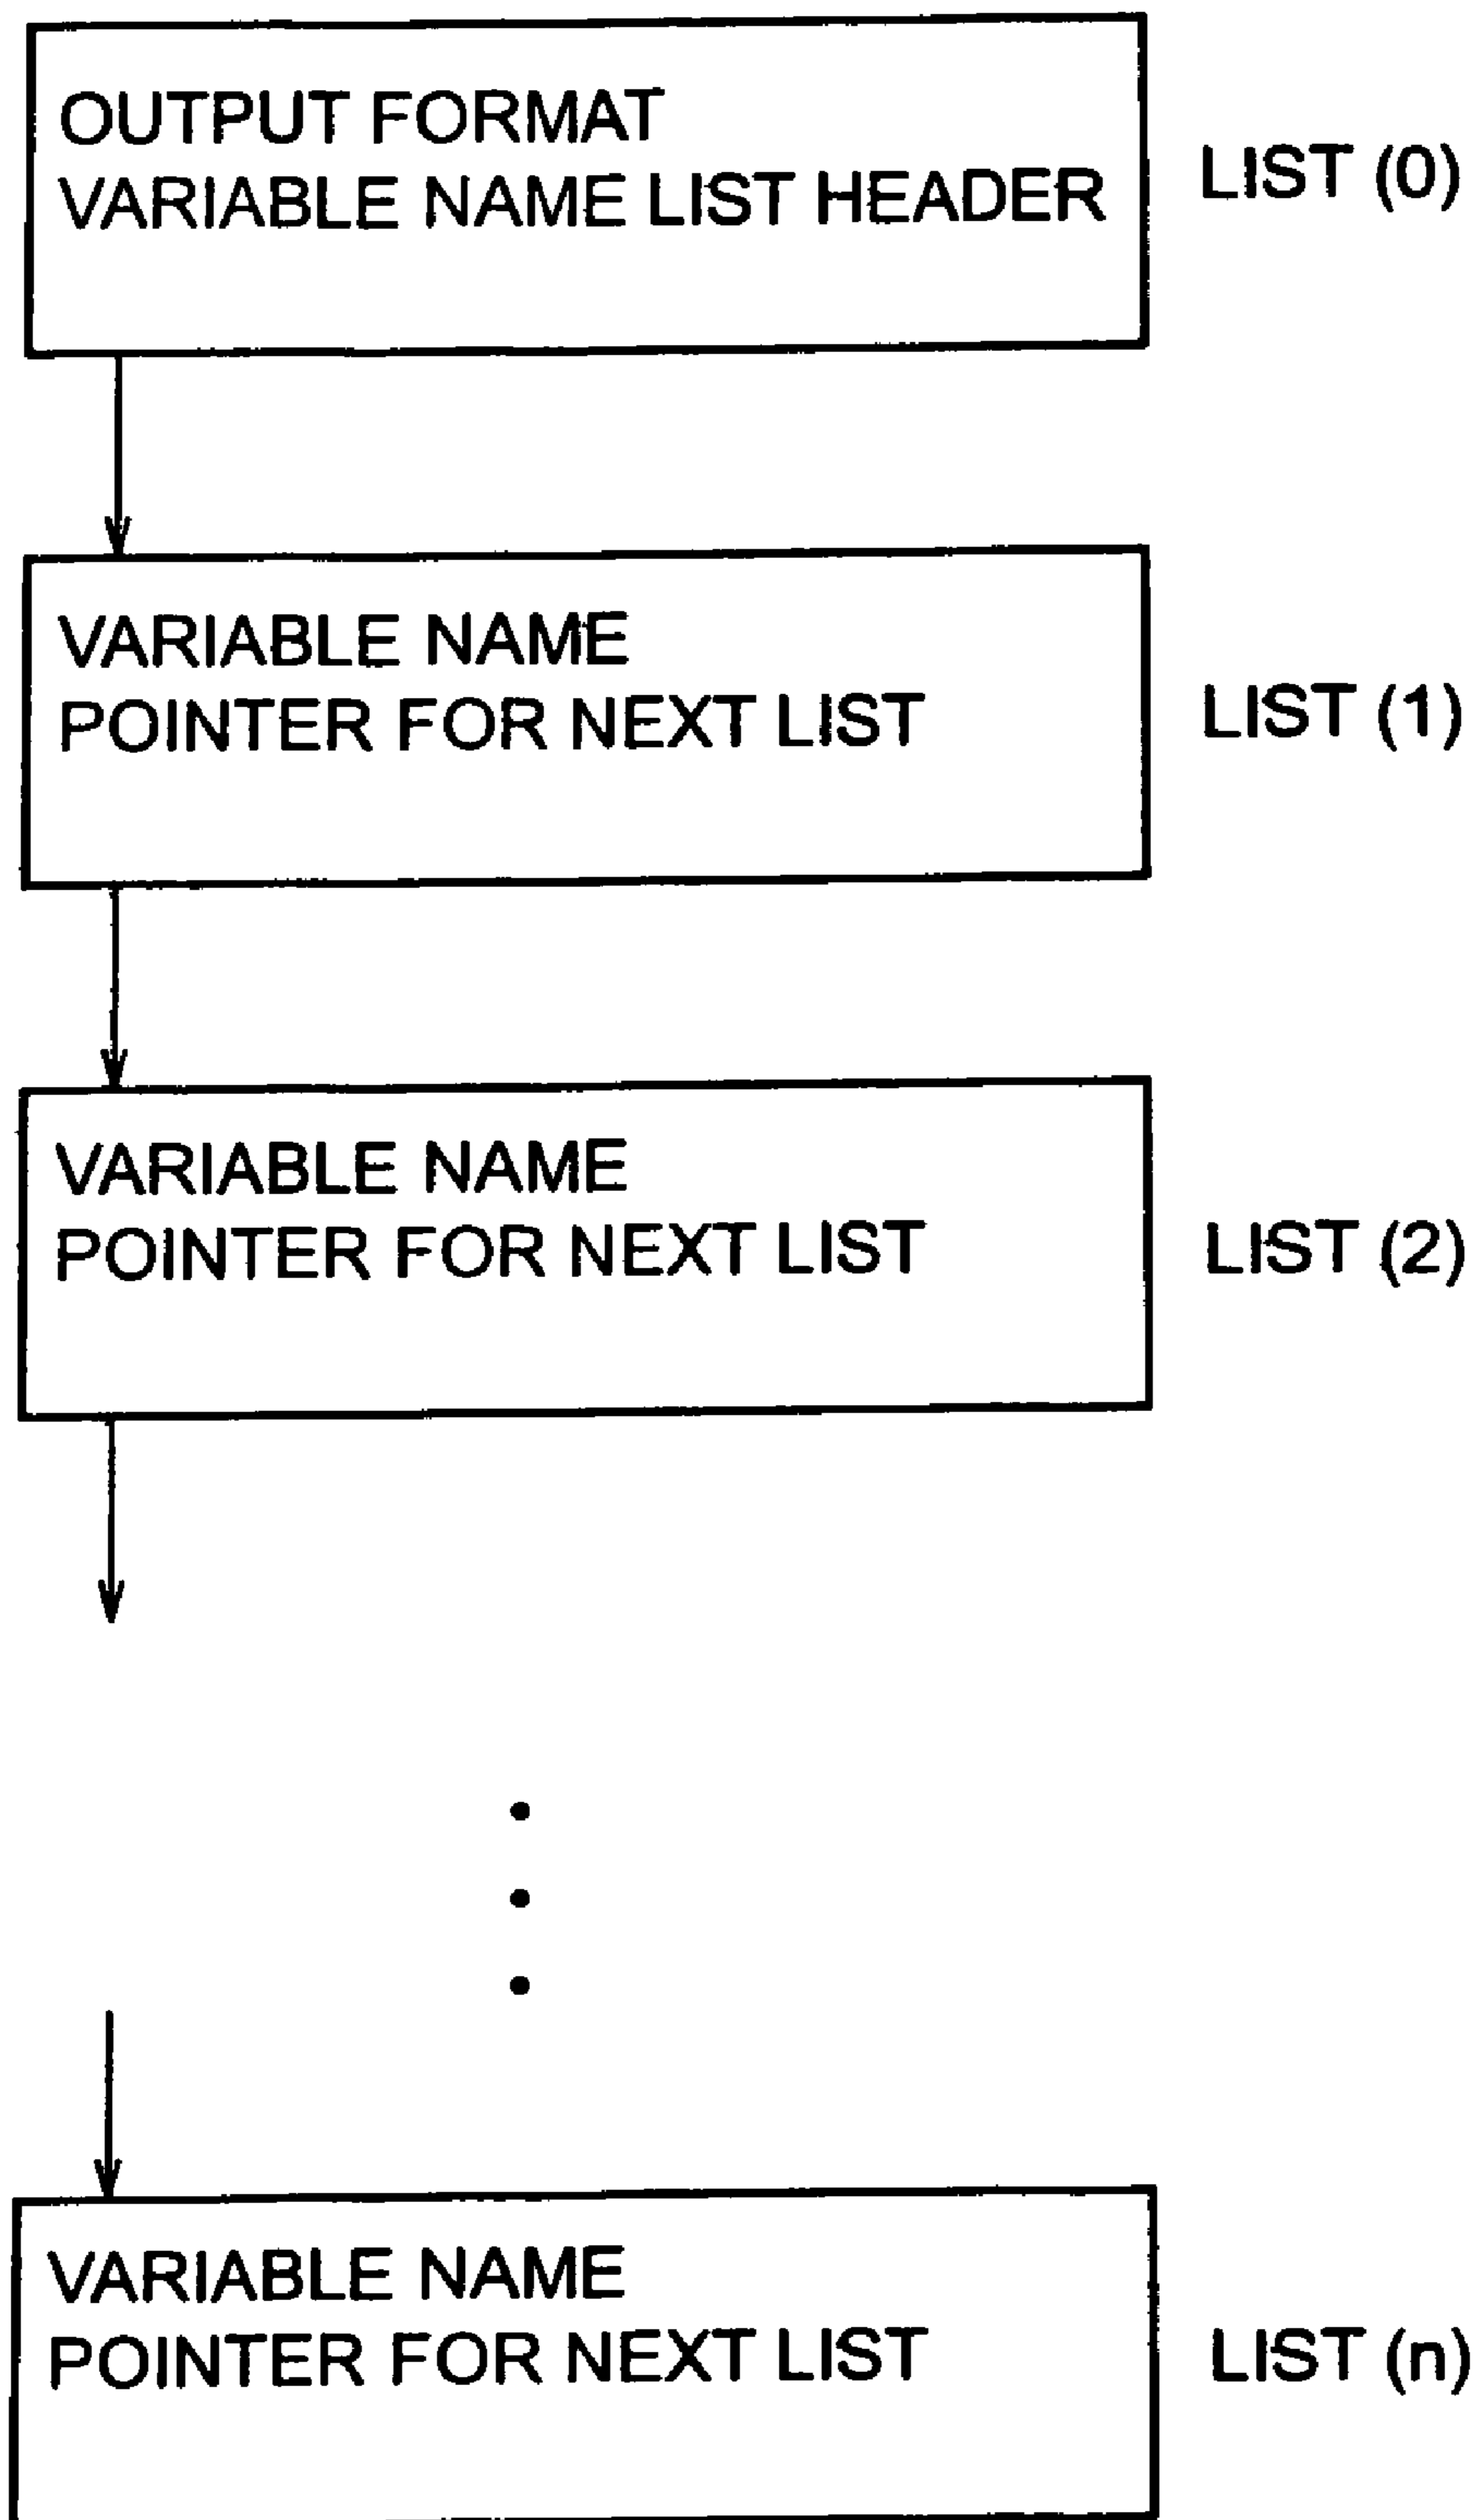 OUTPUT FORMAT
VARIABLE NAME LIST HEADER
LIST (0)
VARIABLE NAME
POINTER FOR NEXT LIST
LIST (1)
VARIABLE NAME
POINTER FOR NEXT LIST
LIST (2)
VARIABLE NAME
POINTER FOR NEXT LIST
LIST (n)